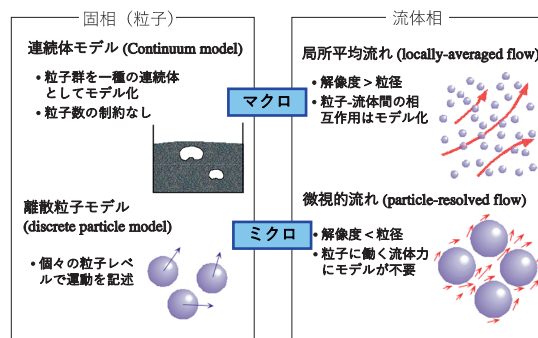 固相（粒子）
連続体モデル (Continuum model)
• 粒子群を一種の連続体
としてモデル化
• 粒子数の制約なし
離散粒子モデル
(discrete particle model)
• 個々の粒子レベ
ルで運動を記述
マクロ
ミクロ
流体相
局所平均流れ (locally-averaged flow)
• 解像度＞粒径
• 粒子-流体間の相
互作用はモデル化
微視的流れ (particle-resolved flow)
• 解像度＜粒径
• 粒子に働く流体力
にモデルが不要